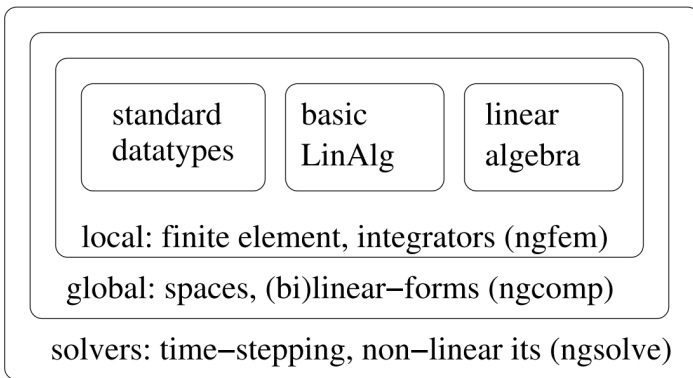 standard
datatypes
basic
LinAlg
linear
algebra
local: finite element, integrators (ngfem)
global: spaces, (bi)linear−forms (ngcomp)
solvers: time−stepping, non−linear its (ngsolve)